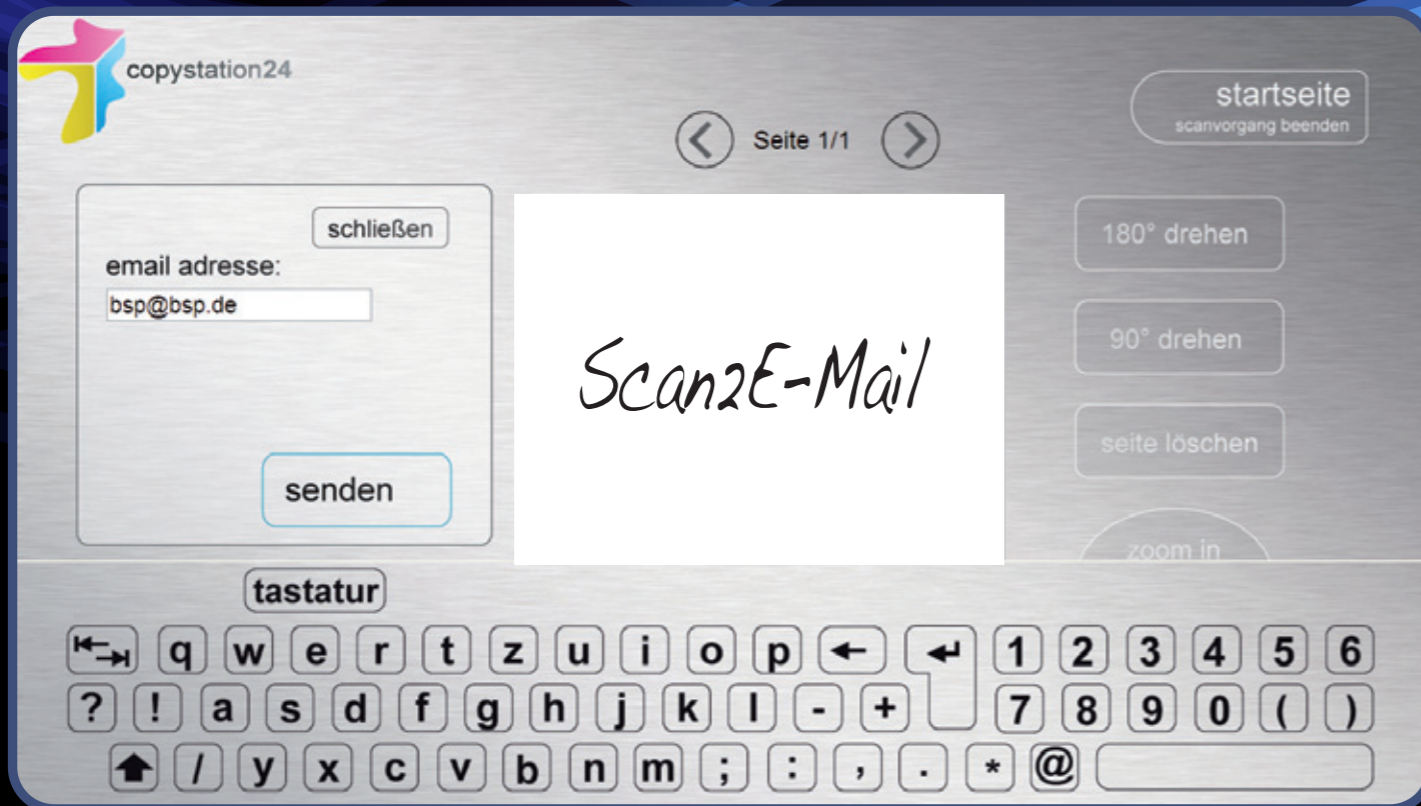 copystation24
startseite
scanvorgang beenden
Seite 1/1
schließen
email adresse:
bsp@bsp.de
senden
Scan2E-Mail
180° drehen
90° drehen
seite löschen
zoom in
tastatur
q w e r t z u i o p 1 2 3 4 5 6
? ! a s d f g h j k l - + 7 8 9 0 ( )
/ y x c v b n m ; : , . * @